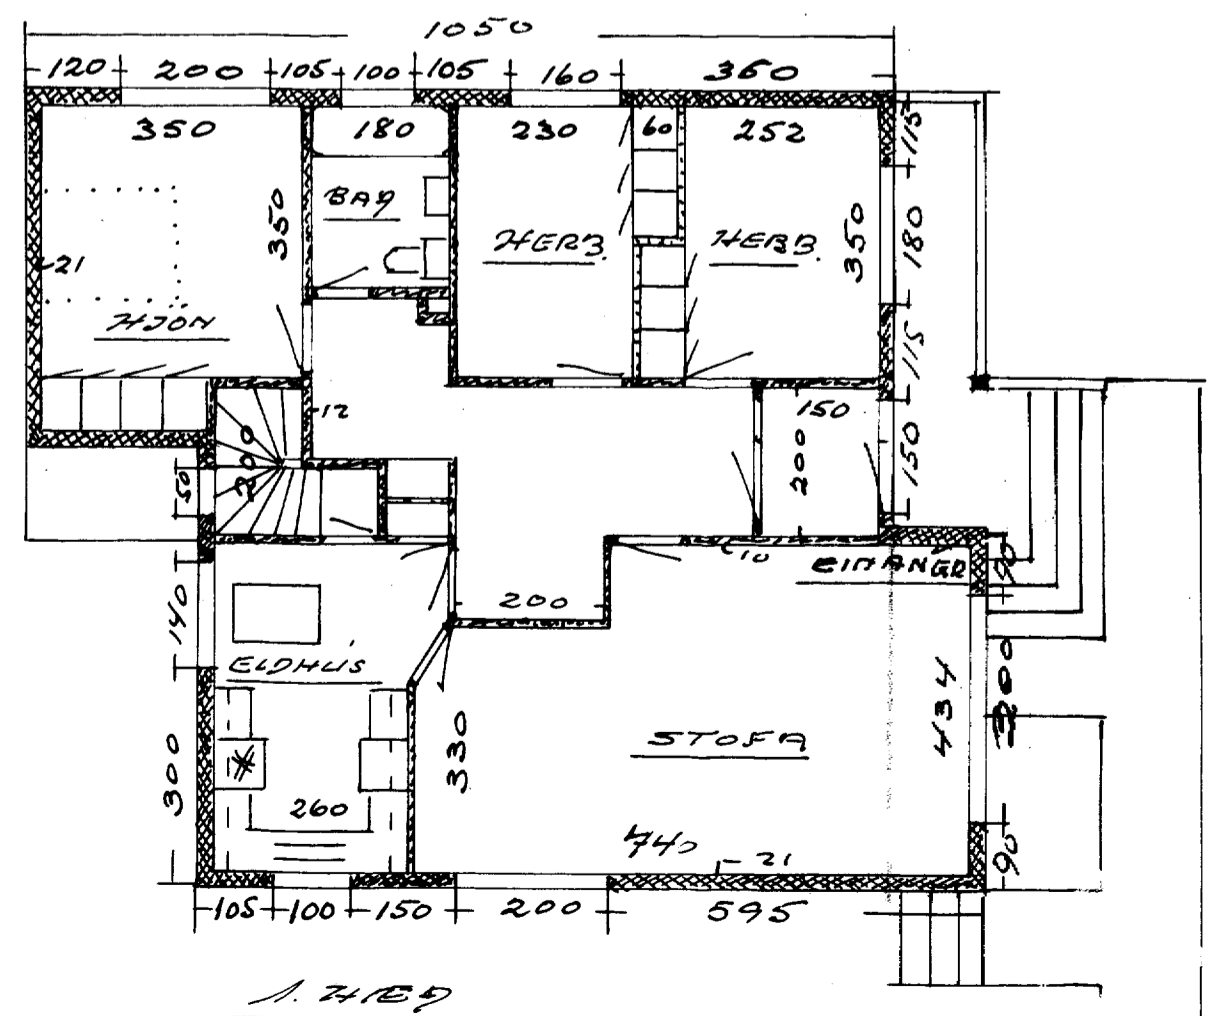 1050
120 200 105 100 105 160 360
350 180 230 60 252 115
BAÐ
350 HERB. HERB. 350 180
21
HJÓN
115
12 150
200 200 150
50
10 EINANGR 90
200
140
ELDHÚS
434 300
330 STOFA
300
260
740 21 90
105 100 150 200 595
1. HÆÐ